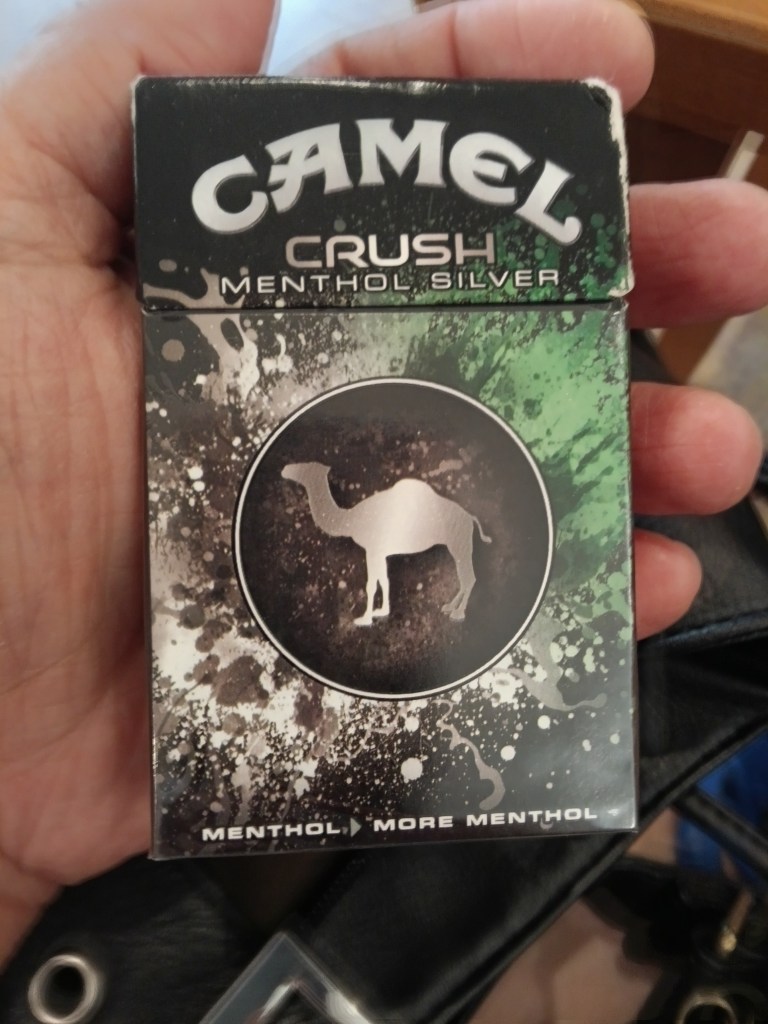 CAMEL
CRUSH
MENTHOL SILVER
MENTHOL ▶ MORE MENTHOL